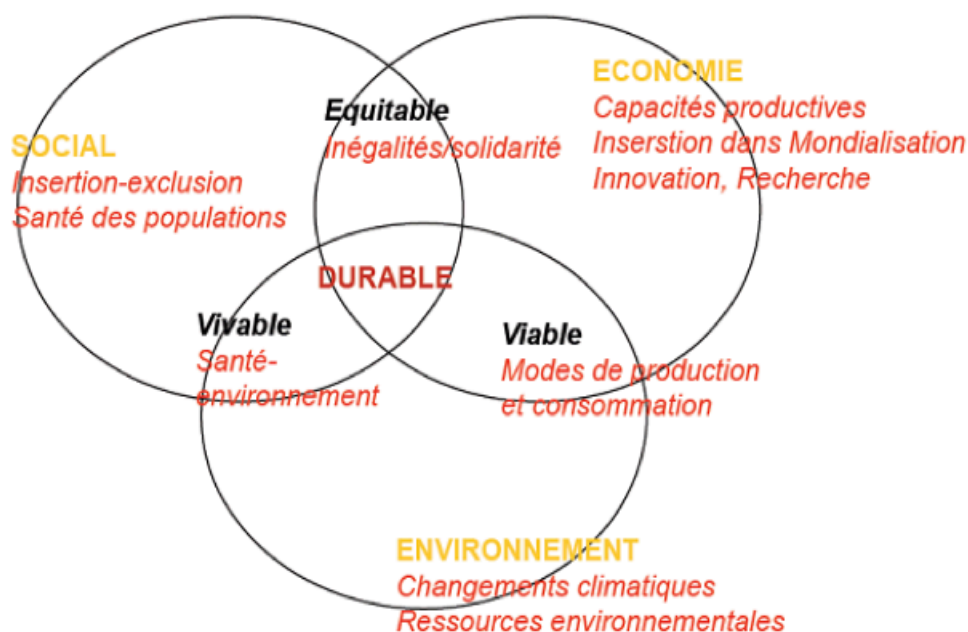 ECONOMIE
Capacités productives
Inserstion dans Mondialisation
Innovation, Recherche
Equitable
Inégalités/solidarité
SOCIAL
Insertion-exclusion
Santé des populations
DURABLE
Vivable
Santé-
environnement
Viable
Modes de production
et consommation
ENVIRONNEMENT
Changements climatiques
Ressources environnementales